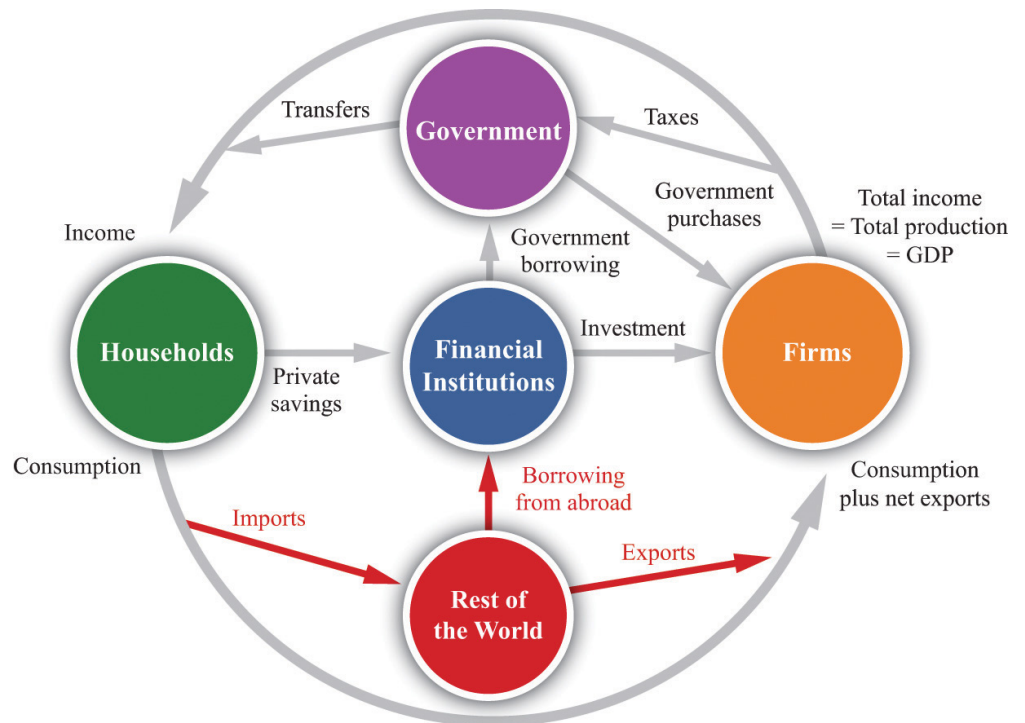 Transfers
Government
Taxes
Government
purchases
Total income
= Total production
= GDP
Income
Government
borrowing
Households
Financial
Institutions
Investment
Firms
Private
savings
Consumption
Borrowing
from abroad
Consumption
plus net exports
Imports
Exports
Rest of
the World